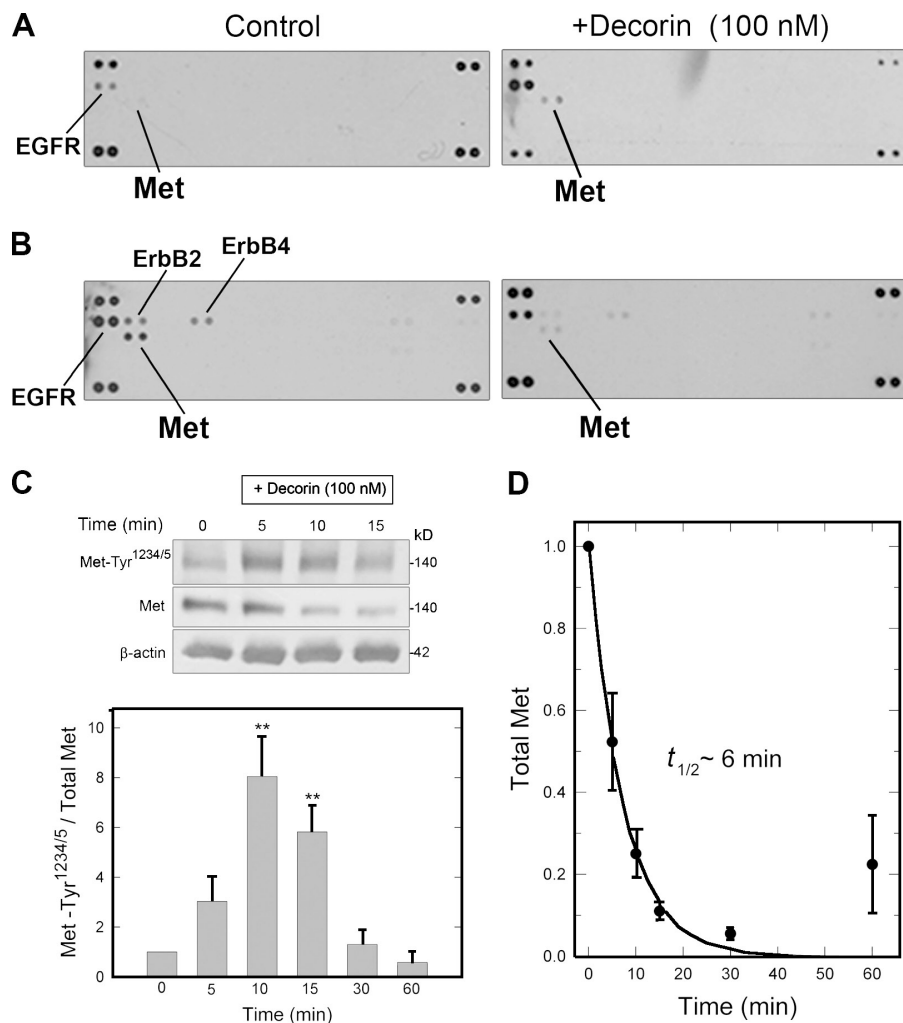 A
Control
+Decorin (100 nM)
EGFR
Met
Met
B
ErbB2
ErbB4
EGFR
Met
Met
C
+ Decorin (100 nM)
Time (min) 0 5 10 15 kD
Met-Tyr1234/5 -140
Met -140
β-actin -42
Met -Tyr1234/5 / Total Met
10
8
6
4
2
0
** **
0 5 10 15 30 60
Time (min)
D
Total Met
1.0
0.8
0.6
0.4
0.2
0.0
t1/2~ 6 min
0 10 20 30 40 50 60
Time (min)